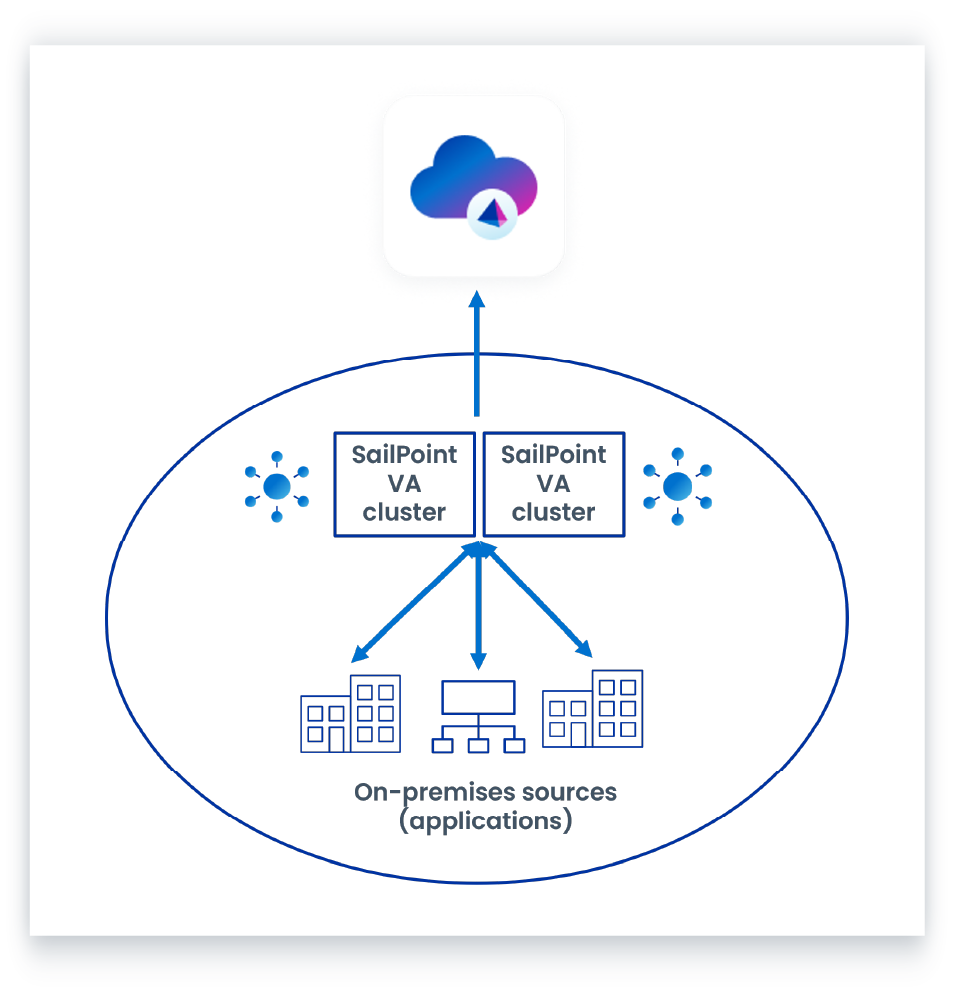 SailPoint
VA
cluster
SailPoint
VA
cluster
On-premises sources
(applications)